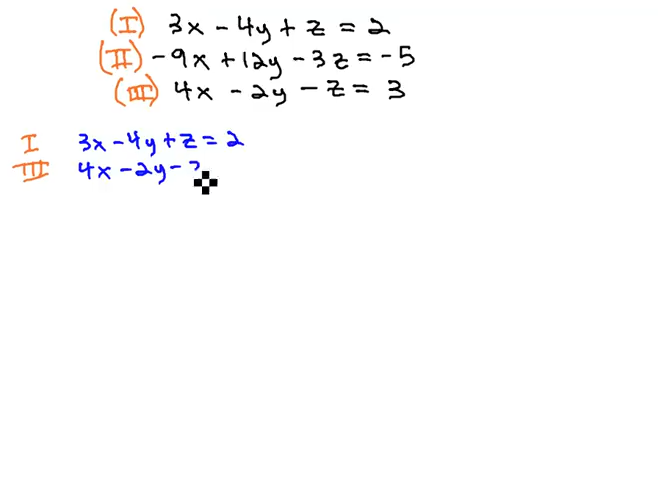 (I) 3x - 4y + z = 2
(II) -9x + 12y - 3z = -5
(III) 4x - 2y - z = 3
I 3x - 4y + z = 2
III 4x - 2y -